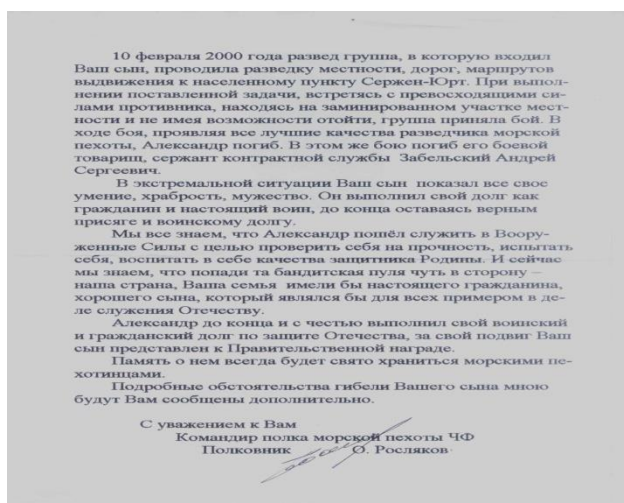 10 февраля 2000 года развед группа, в которую входил
Ваш сын, проводила разведку местности, дорог, маршрутов
выдвижения к населенному пункту Сержен-Юрт. При выпол-
нении поставленной задачи, встретясь с превосходящими си-
лами противника, находясь на заминированном участке мест-
ности и не имея возможности отойти, группа приняла бой. В
ходе боя, проявляя все лучшие качества разведчика морской
пехоты, Александр погиб. В этом же бою погиб его боевой
товарищ, сержант контрактной службы Забельский Андрей
Сергеевич.
В экстремальной ситуации Ваш сын показал все свое
умение, храбрость, мужество. Он выполнил свой долг как
гражданин и настоящий воин, до конца оставаясь верным
присяге и воинскому долгу.
Мы все знаем, что Александр пошёл служить в Воору-
женные Силы с целью проверить себя на прочность, испытать
себя, воспитать в себе качества защитника Родины. И сейчас
мы знаем, что попади та бандитская пуля чуть в сторону –
наша страна, Ваша семья имели бы настоящего гражданина,
хорошего сына, который являлся бы для всех примером в де-
ле служения Отечеству.
Александр до конца и с честью выполнил свой воинский
и гражданский долг по защите Отечества, за свой подвиг Ваш
сын представлен к Правительственной награде.
Память о нем всегда будет свято храниться морскими пе-
хотинцами.
Подробные обстоятельства гибели Вашего сына мною
будут Вам сообщены дополнительно.
С уважением к Вам
Командир полка морской пехоты ЧФ
Полковник О. Росляков